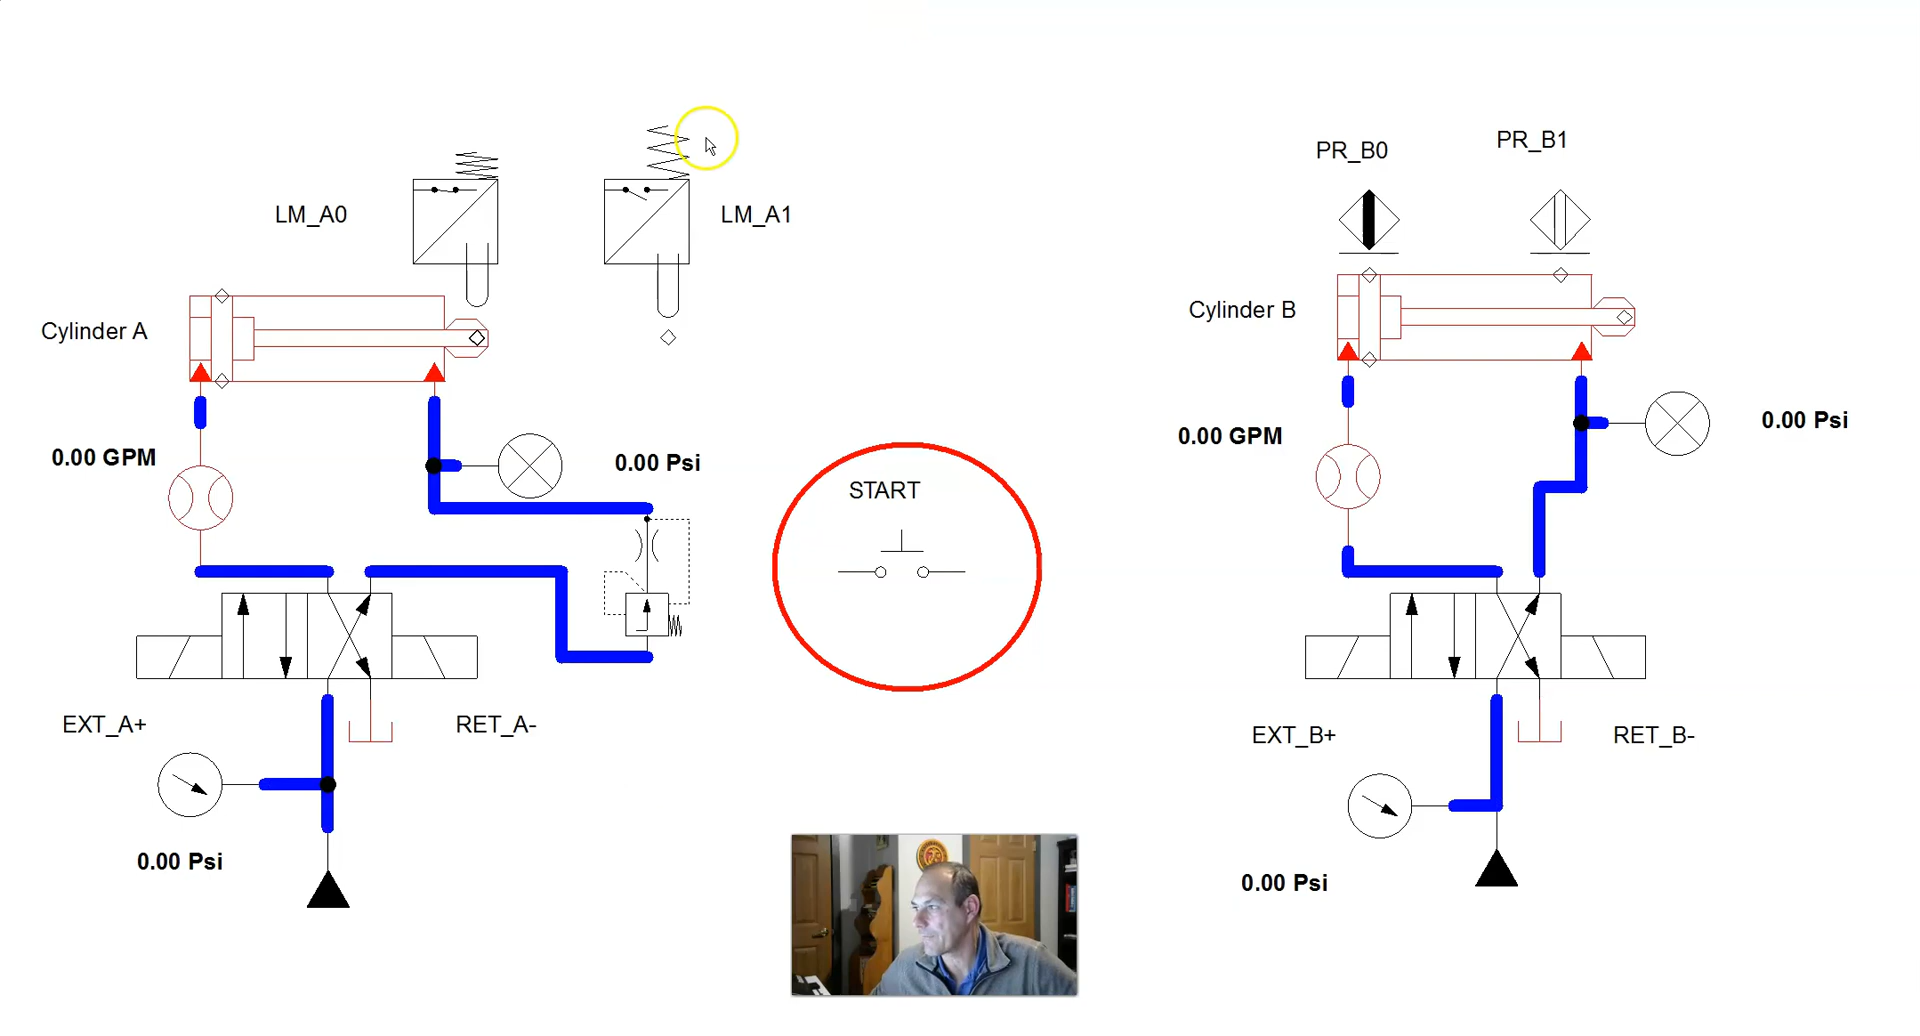 PR_B0
PR_B1
LM_A0
LM_A1
Cylinder A
Cylinder B
0.00 GPM
0.00 Psi
START
0.00 GPM
0.00 Psi
EXT_A+
RET_A-
EXT_B+
RET_B-
0.00 Psi
0.00 Psi